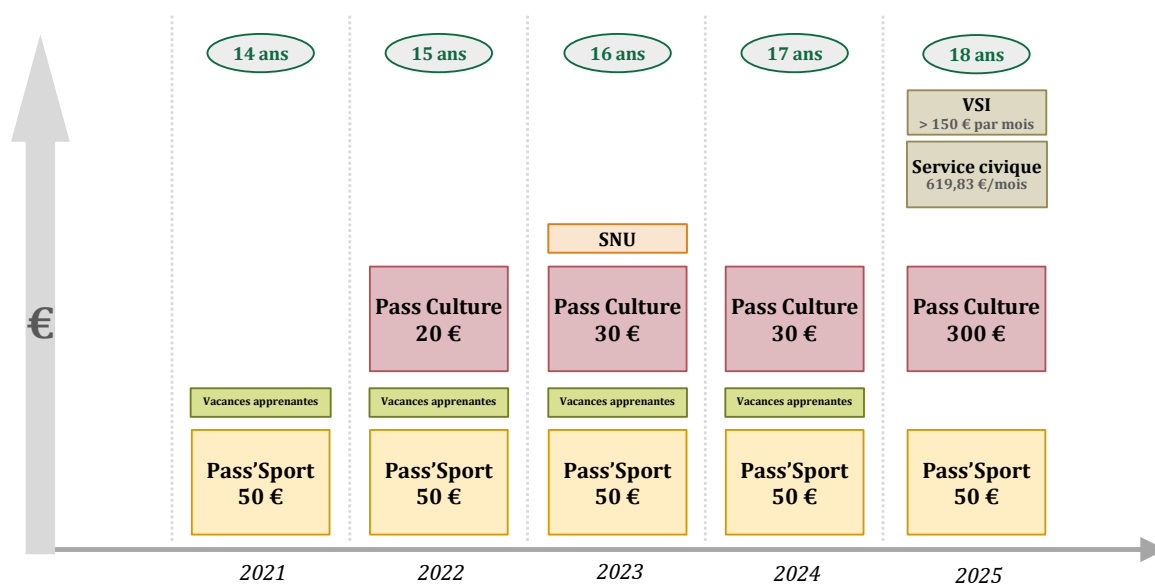 14 ans
15 ans
16 ans
17 ans
18 ans
VSI
> 150 € par mois
Service civique
619,83 €/mois
SNU
Pass Culture
20 €
Pass Culture
30 €
Pass Culture
30 €
Pass Culture
300 €
€
Vacances apprenantes
Vacances apprenantes
Vacances apprenantes
Vacances apprenantes
Pass’Sport
50 €
Pass’Sport
50 €
Pass’Sport
50 €
Pass’Sport
50 €
Pass’Sport
50 €
2021
2022
2023
2024
2025